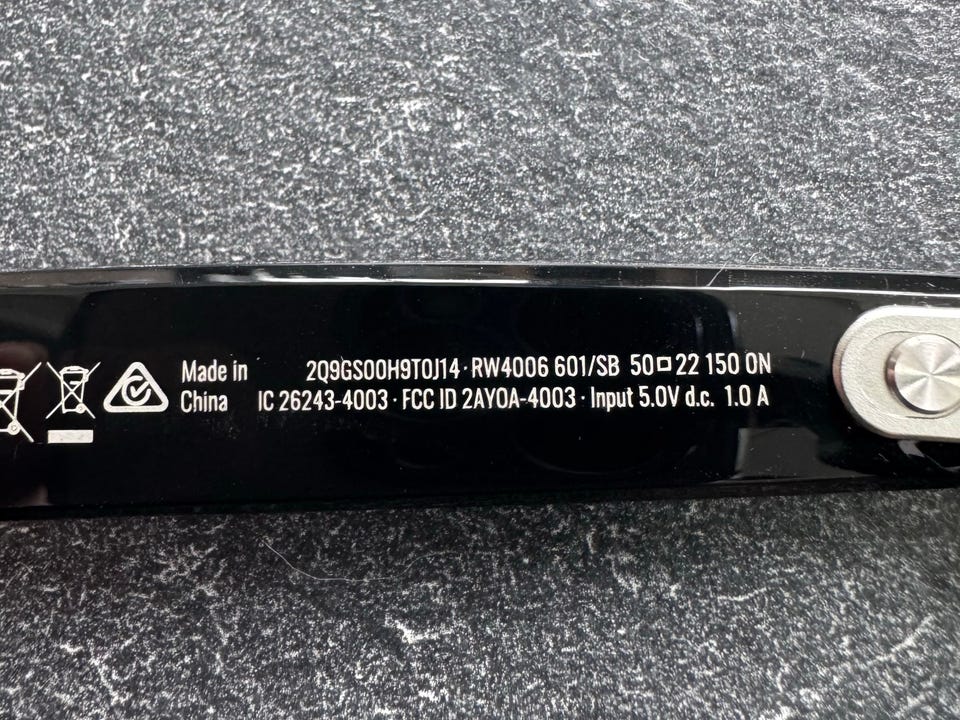 Made in
China
2Q9GS00H9T0J14 · RW4006 601/SB 50□22 150 0N
IC 26243-4003 · FCC ID 2AYOA-4003 · Input 5.0V d.c. 1.0 A